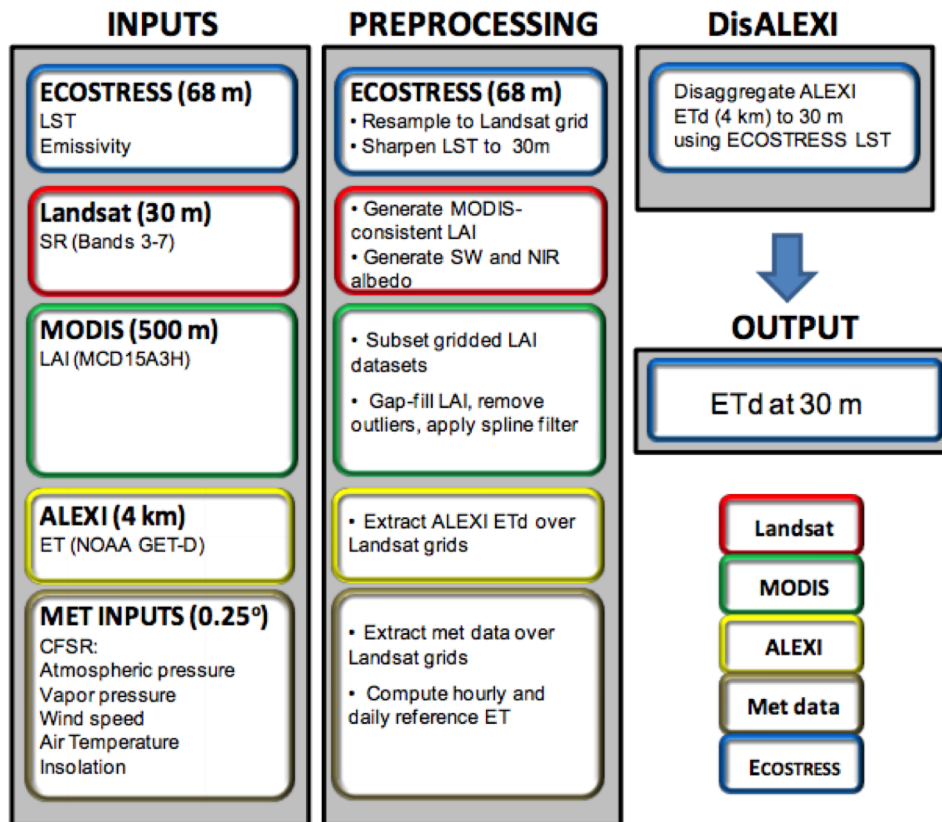 INPUTS
ECOSTRESS (68 m)
LST
Emissivity
Landsat (30 m)
SR (Bands 3-7)
MODIS (500 m)
LAI (MCD15A3H)
ALEXI (4 km)
ET (NOAA GET-D)
MET INPUTS (0.25º)
CFSR:
Atmospheric pressure
Vapor pressure
Wind speed
Air Temperature
Insolation
PREPROCESSING
ECOSTRESS (68 m)
• Resample to Landsat grid
• Sharpen LST to 30m
• Generate MODIS-
consistent LAI
• Generate SW and NIR
albedo
• Subset gridded LAI
datasets
• Gap-fill LAI, remove
outliers, apply spline filter
• Extract ALEXI ETd over
Landsat grids
• Extract met data over
Landsat grids
• Compute hourly and
daily reference ET
DisALEXI
Disaggregate ALEXI
ETd (4 km) to 30 m
using ECOSTRESS LST
OUTPUT
ETd at 30 m
Landsat
MODIS
ALEXI
Met data
ECOSTRESS